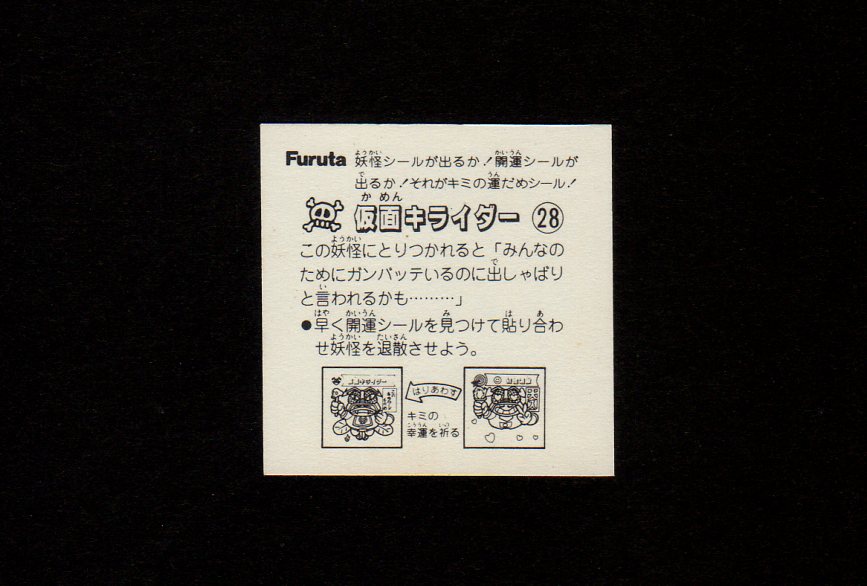 Furuta 妖怪シールが出るか!開運シールが
出るか!それがキミの運だめシール!
仮面キライダー 28
この妖怪にとりつかれると「みんなの
ためにガンバッテいるのに出しゃばり
と言われるかも………」
●早く開運シールを見つけて貼り合わ
せ妖怪を退散させよう。
はりあわす
キミの
幸運を祈る